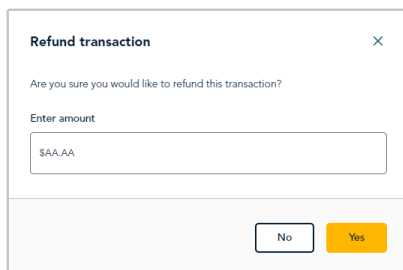 Refund transaction
Are you sure you would like to refund this transaction?
Enter amount
$AA.AA
No
Yes